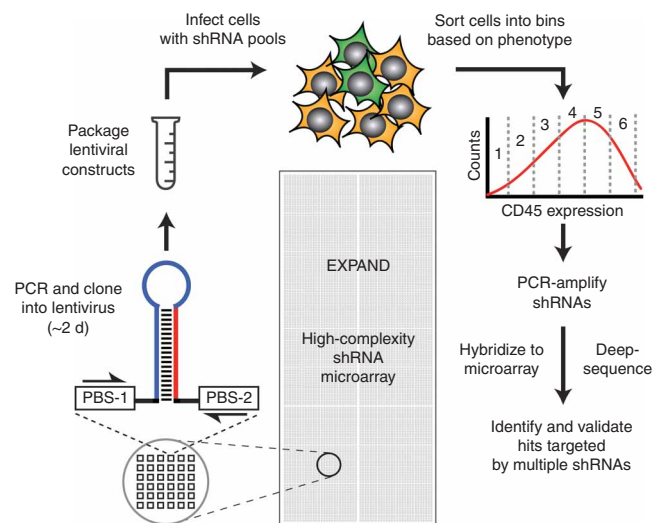 Infect cells
with shRNA pools
Sort cells into bins
based on phenotype
Package
lentiviral
constructs
Counts
1
2
3
4
5
6
CD45 expression
PCR and clone
into lentivirus
(~2 d)
PBS-1
PBS-2
EXPAND
High-complexity
shRNA
microarray
PCR-amplify
shRNAs
Hybridize to
microarray
Deep-
sequence
Identify and validate
hits targeted
by multiple shRNAs